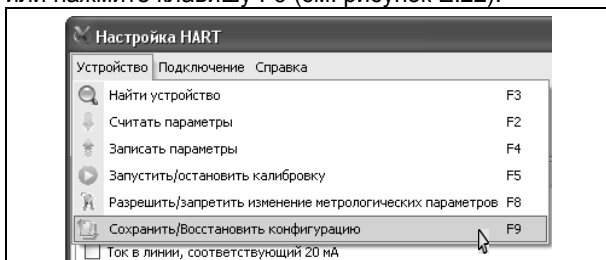 или нажмите клавишу F9 (см. рисунок Е.22).
Настройка HART
Устройство Подключение Справка
Найти устройство F3
Считать параметры F2
Записать параметры F4
Запустить/остановить калибровку F5
Разрешить/запретить изменение метрологических параметров F8
Сохранить/Восстановить конфигурацию F9
Ток в линии, соответствующий 20 мА